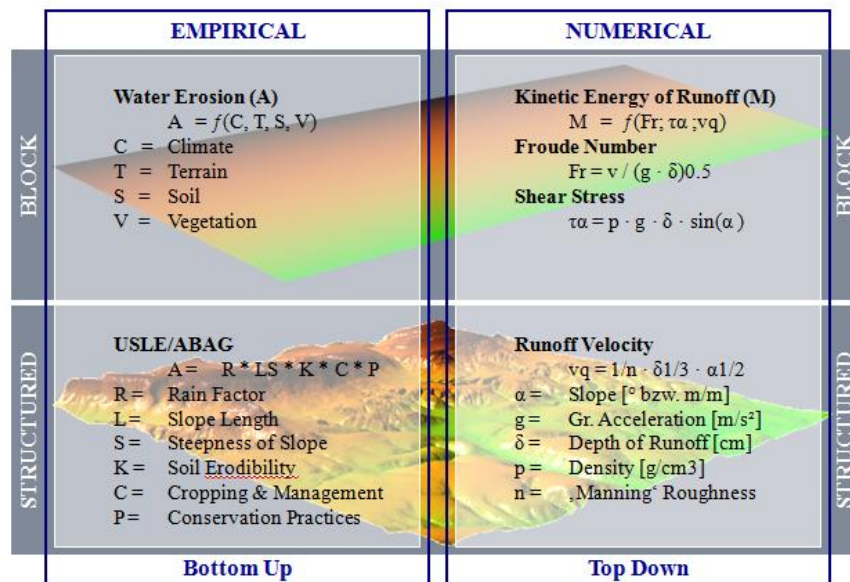 EMPIRICAL
NUMERICAL
BLOCK
Water Erosion (A)
A = f(C, T, S, V)
C = Climate
T = Terrain
S = Soil
V = Vegetation
Kinetic Energy of Runoff (M)
M = f(Fr; τα ;vq)
Froude Number
Fr = v / (g · δ)0.5
Shear Stress
τα = p · g · δ · sin(α )
BLOCK
STRUCTURED
USLE/ABAG
A = R * LS * K * C * P
R = Rain Factor
L = Slope Length
S = Steepness of Slope
K = Soil Erodibility
C = Cropping & Management
P = Conservation Practices
Runoff Velocity
vq = 1/n · δ1/3 · α1/2
α = Slope [° bzw. m/m]
g = Gr. Acceleration [m/s²]
δ = Depth of Runoff [cm]
p = Density [g/cm3]
n = ‚Manning‘ Roughness
STRUCTURED
Bottom Up
Top Down